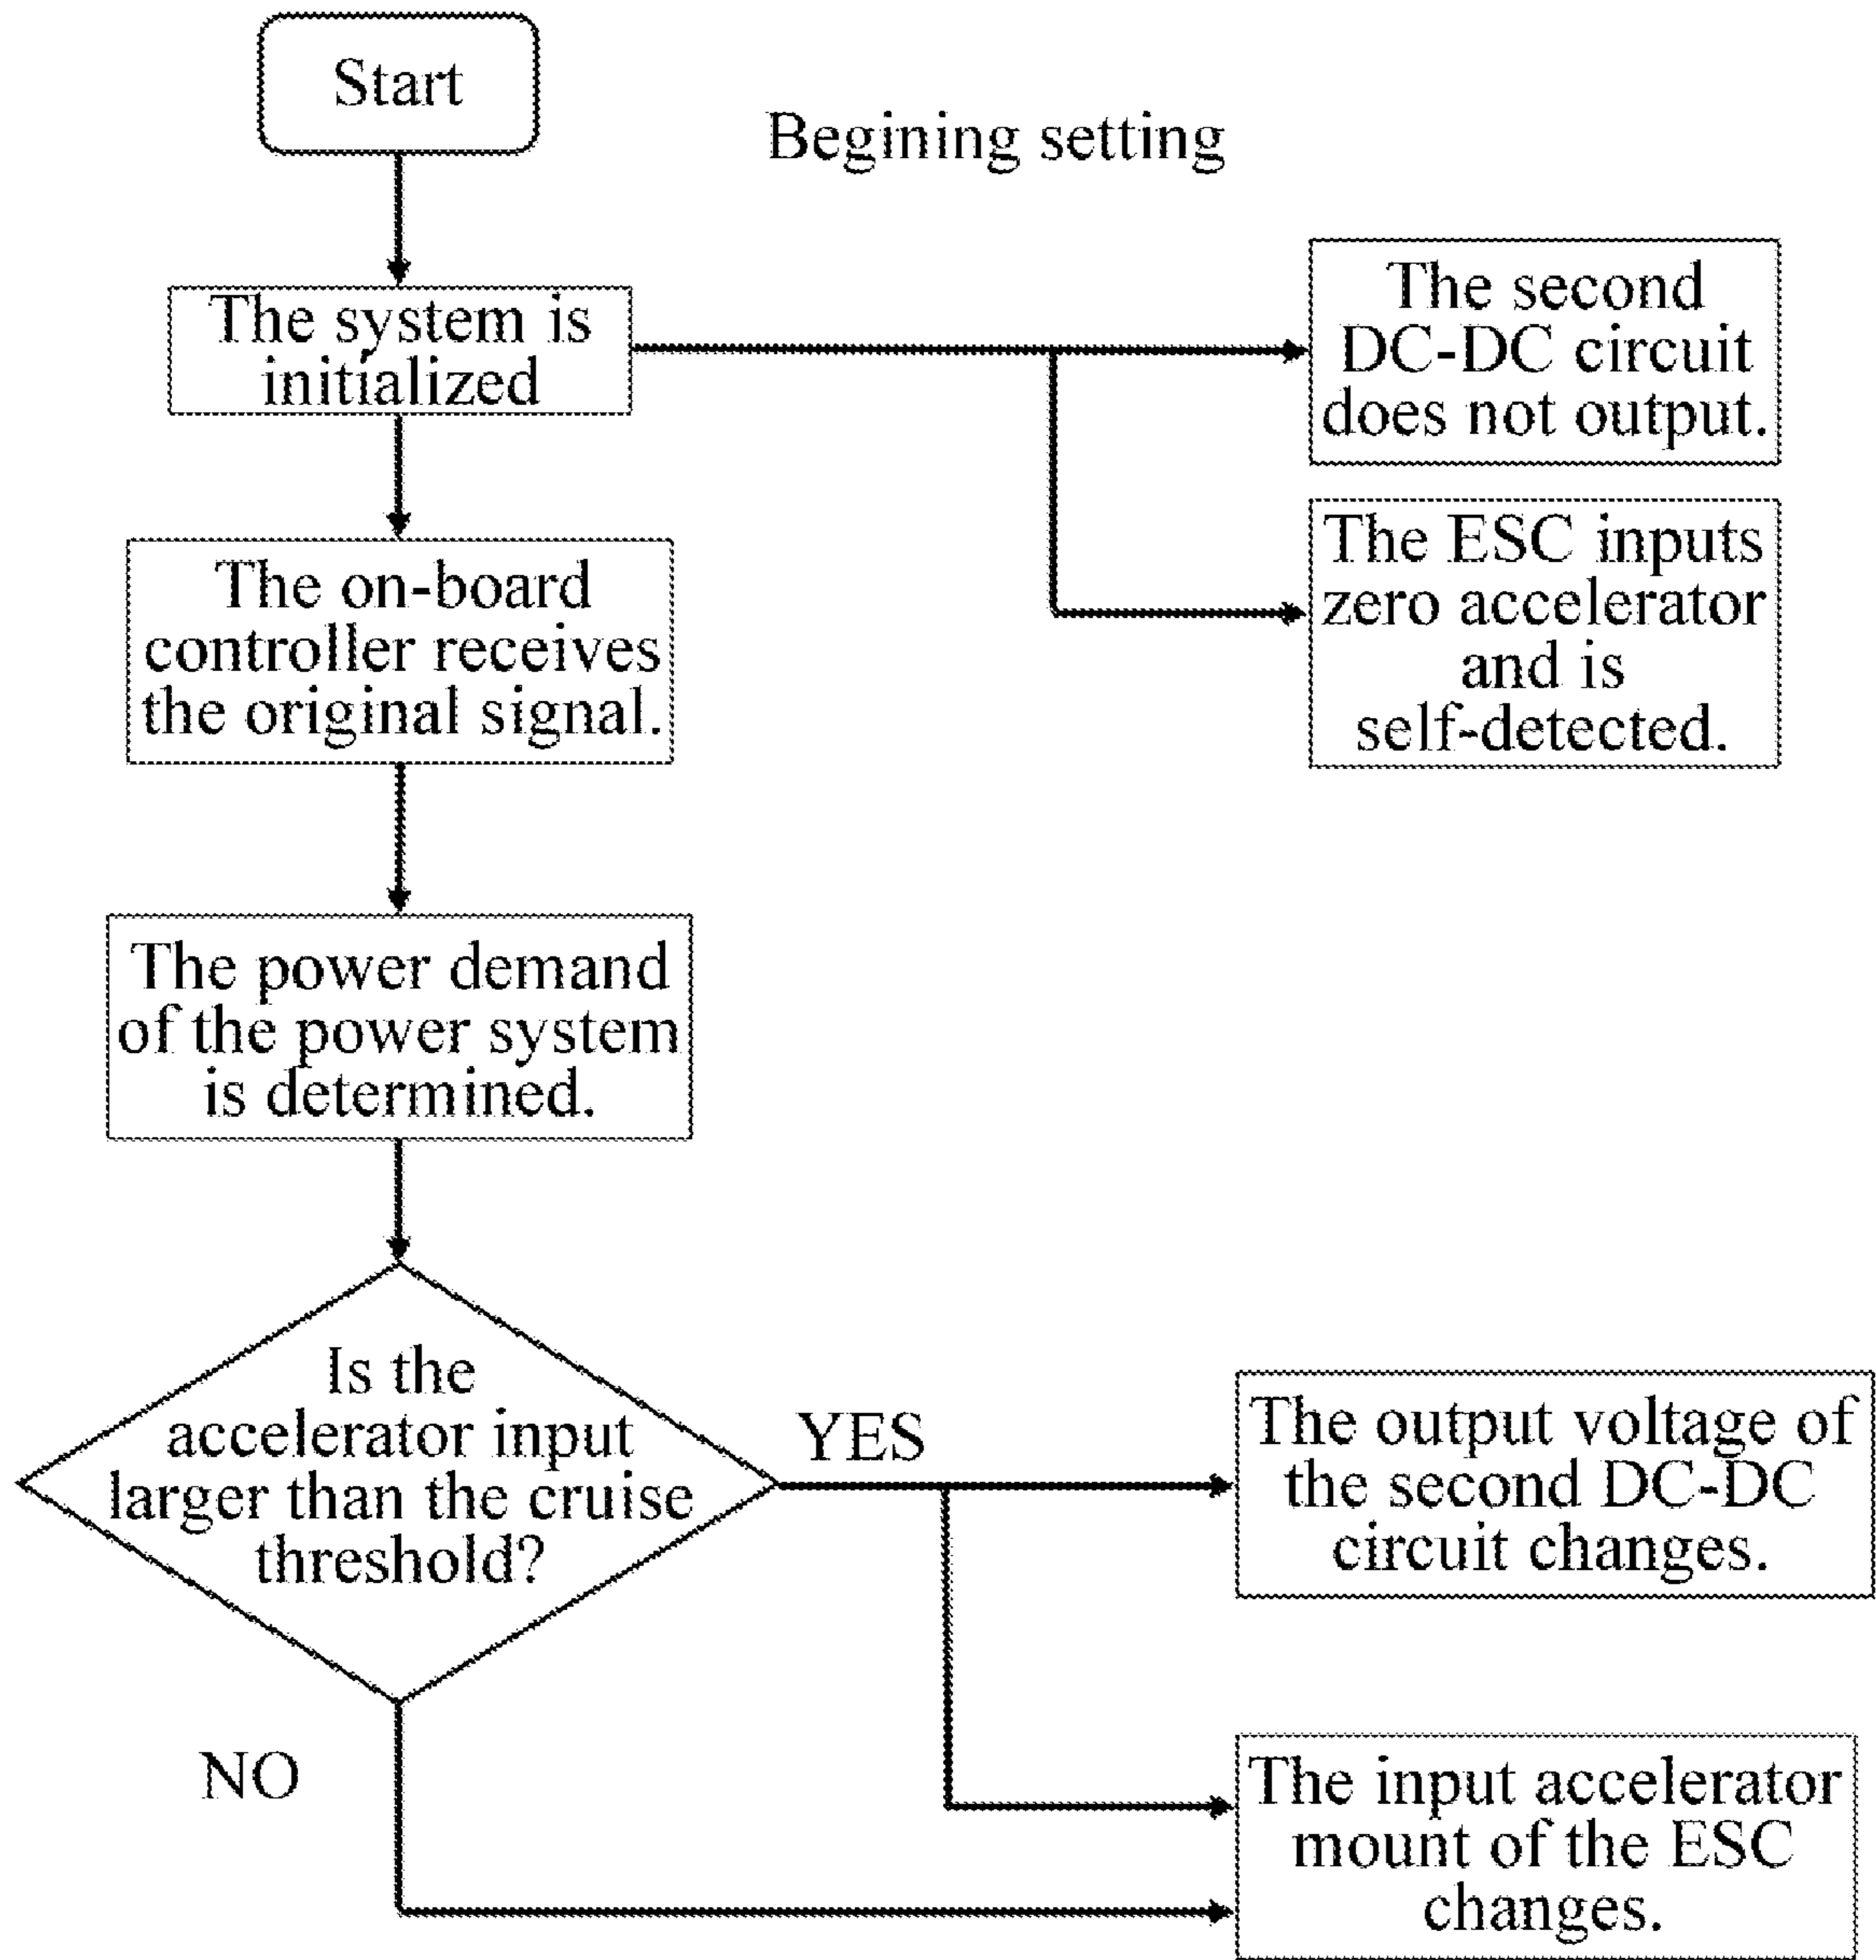 Start
Begining setting
The system is
initialized
The second
DC-DC circuit
does not output.
The ESC inputs
zero accelerator
and is
self-detected.
The on-board
controller receives
the original signal.
The power demand
of the power system
is determined.
Is the
accelerator input
larger than the cruise
threshold?
YES
The output voltage of
the second DC-DC
circuit changes.
NO
The input accelerator
mount of the ESC
changes.